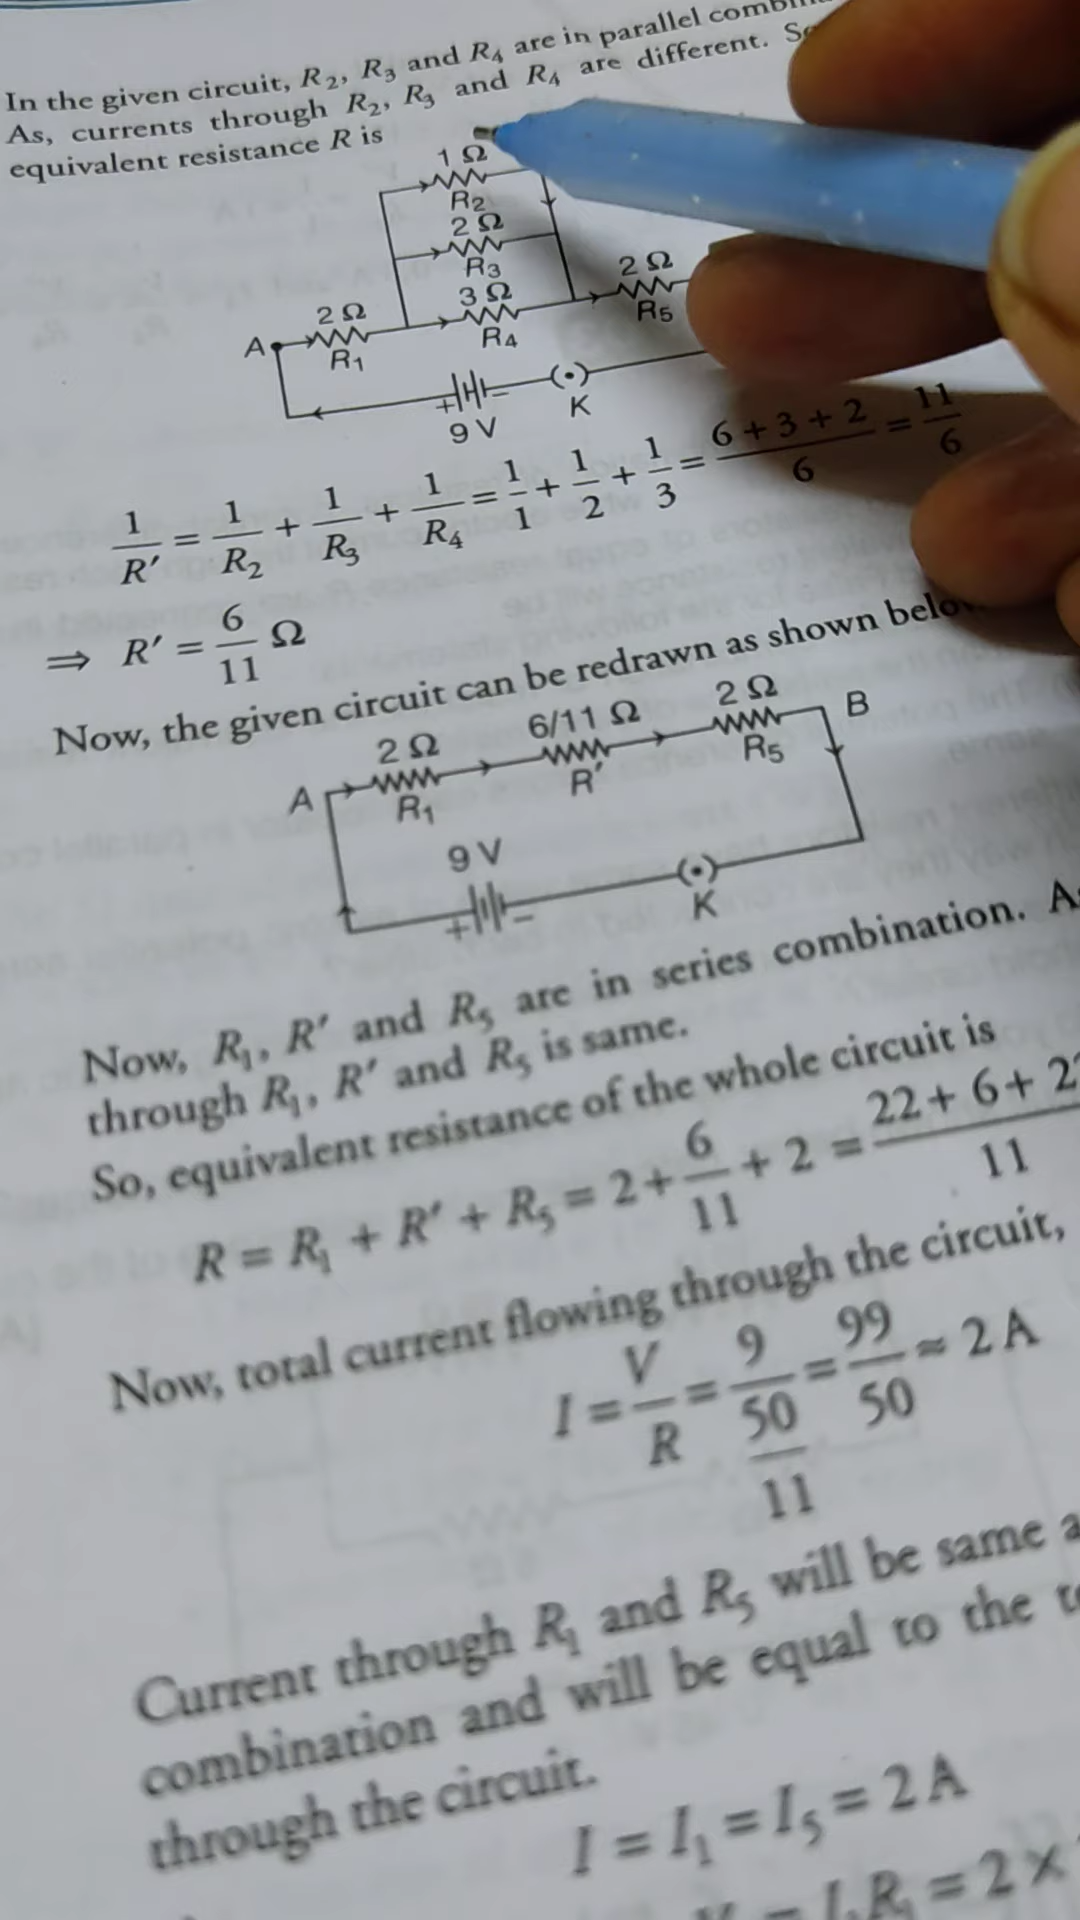 In the given circuit, R₂, R₃ and R₄ are in parallel
As, currents through R₂, R₃ and R₄ are different.
equivalent resistance R is
1 Ω
R₂
2 Ω
R₃
3 Ω
R₄
2 Ω
R₅
2 Ω
A
R₁
+ −
9 V
K
1/R′ = 1/R₂ + 1/R₃ + 1/R₄ = 1/1 + 1/2 + 1/3 = (6 + 3 + 2)/6 = 11/6
⇒ R′ = 6/11 Ω
Now, the given circuit can be redrawn as shown
2 Ω
6/11 Ω
2 Ω
B
A
R₁
R′
R₅
9 V
+ −
K
Now, R₁, R′ and R₅ are in series combination.
through R₁, R′ and R₅ is same.
So, equivalent resistance of the whole circuit is
R = R₁ + R′ + R₅ = 2 + 6/11 + 2 = (22 + 6 +)/11
Now, total current flowing through the circuit,
I = V/R = 9/(50/11) = 99/50 ≈ 2 A
Current through R₁ and R₅ will be same
combination and will be equal to the
through the circuit.
I = I₁ = I₅ = 2 A
= 2 ×